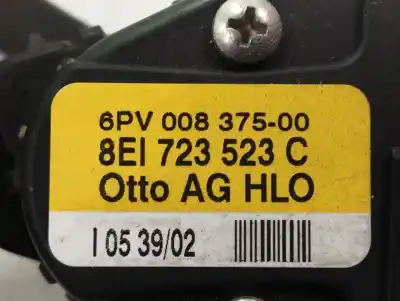 6PV 008 375-00
8EI 723 523 C
Otto AG HLO
I 05 39/02